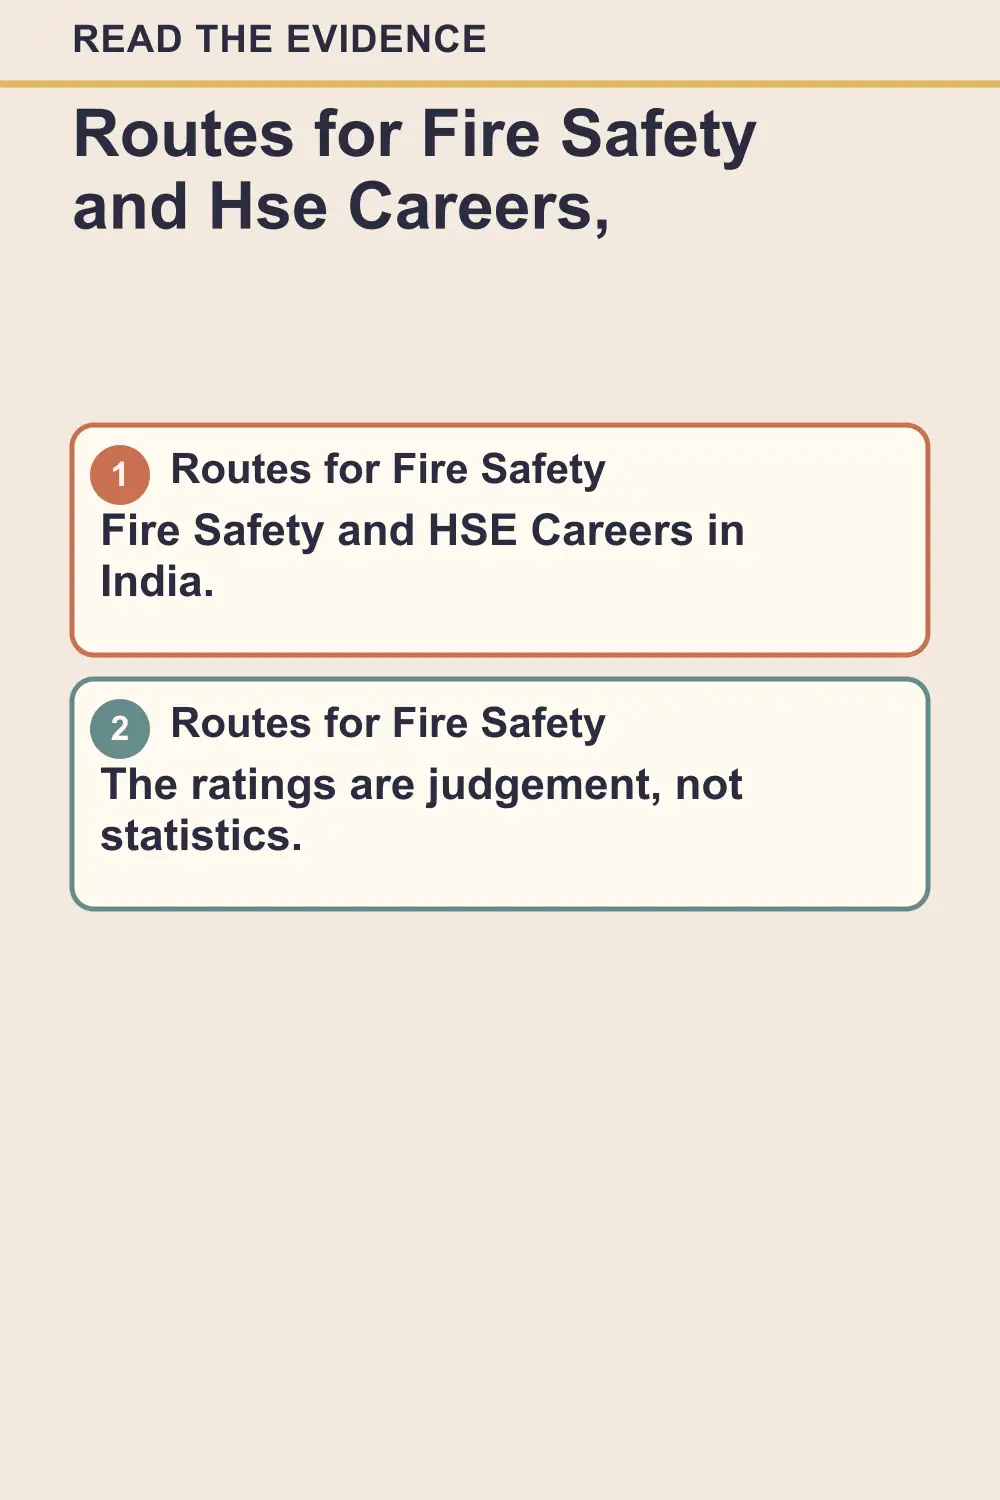 READ THE EVIDENCE
Routes for Fire Safety
and Hse Careers,
1 Routes for Fire Safety
Fire Safety and HSE Careers in
India.
2 Routes for Fire Safety
The ratings are judgement, not
statistics.